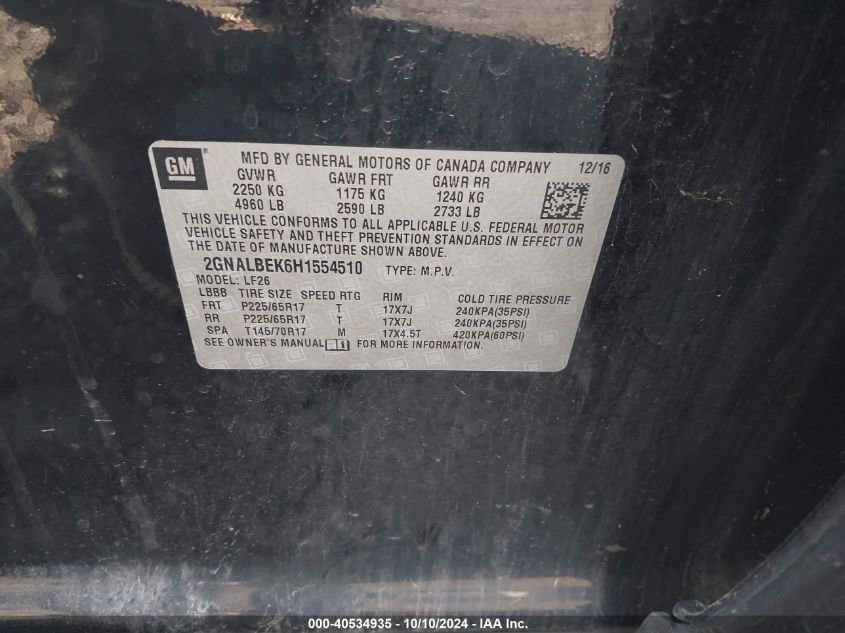 GM
MFD BY GENERAL MOTORS OF CANADA COMPANY 12/16
GVWR GAWR FRT GAWR RR
2250 KG 1175 KG 1240 KG
4960 LB 2590 LB 2733 LB
THIS VEHICLE CONFORMS TO ALL APPLICABLE U.S. FEDERAL MOTOR
VEHICLE SAFETY AND THEFT PREVENTION STANDARDS IN EFFECT ON
THE DATE OF MANUFACTURE SHOWN ABOVE.
2GNALBEK6H1554510 TYPE: M.P.V.
MODEL: LF26
LBBB TIRE SIZE SPEED RTG RIM COLD TIRE PRESSURE
FRT P225/65R17 T 17X7J 240KPA(35PSI)
RR P225/65R17 T 17X7J 240KPA(35PSI)
SPA T145/70R17 M 17X4.5T 420KPA(60PSI)
SEE OWNER'S MANUAL FOR MORE INFORMATION.
000-40534935 - 10/10/2024 - IAA Inc.